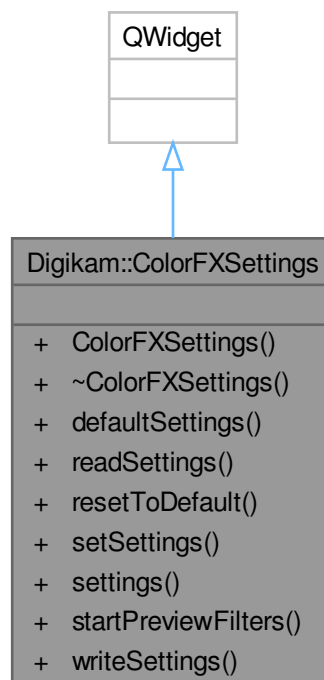 QWidget
Digikam::ColorFXSettings
+ ColorFXSettings()
+ ~ColorFXSettings()
+ defaultSettings()
+ readSettings()
+ resetToDefault()
+ setSettings()
+ settings()
+ startPreviewFilters()
+ writeSettings()